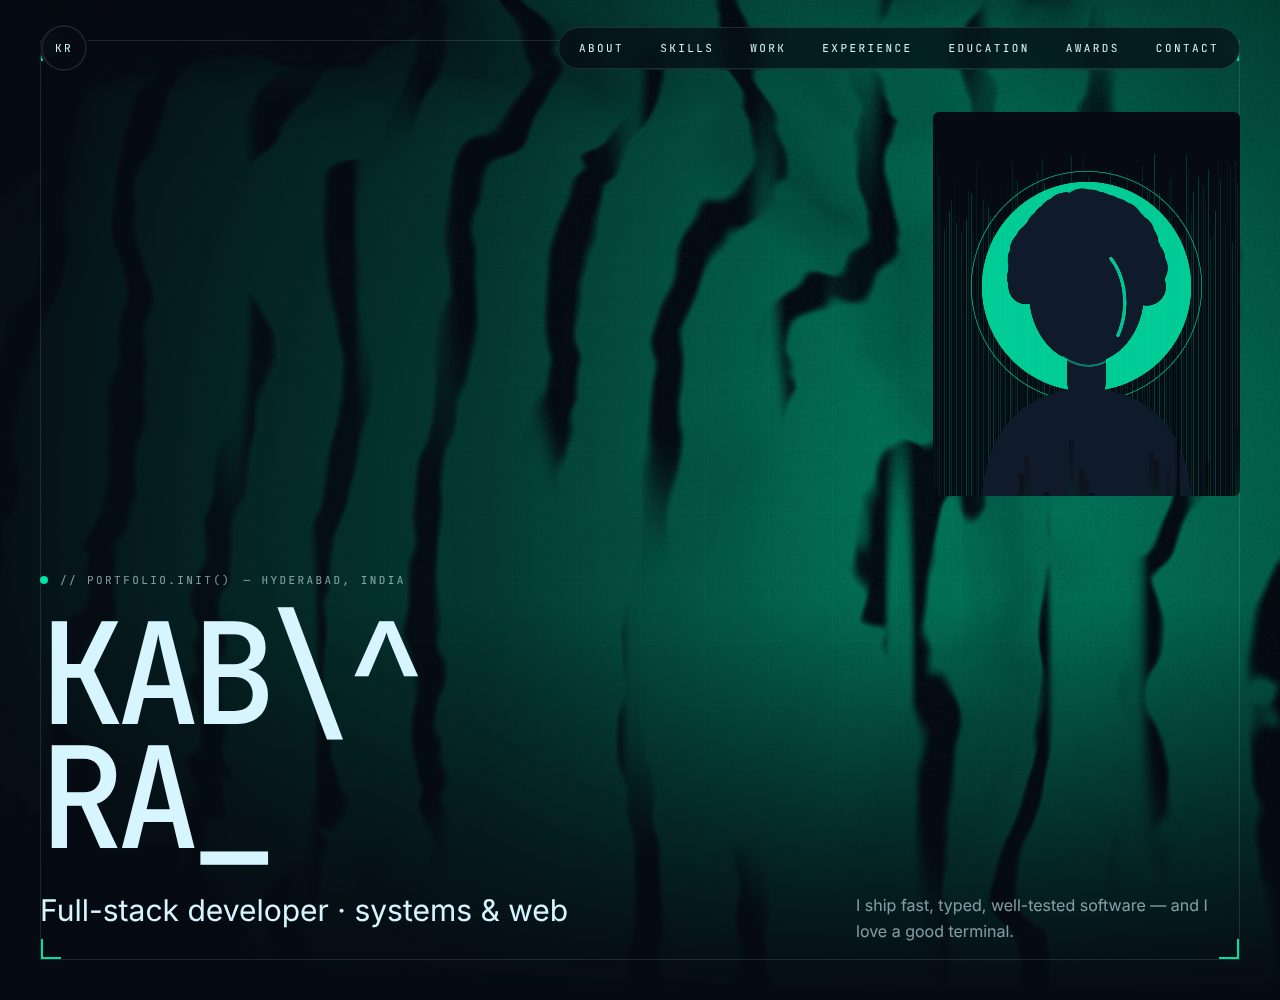 KR
ABOUT SKILLS WORK EXPERIENCE EDUCATION AWARDS CONTACT
// PORTFOLIO.INIT() — HYDERABAD, INDIA
KAB\^
RA_
Full-stack developer · systems & web
I ship fast, typed, well-tested software — and I
love a good terminal.